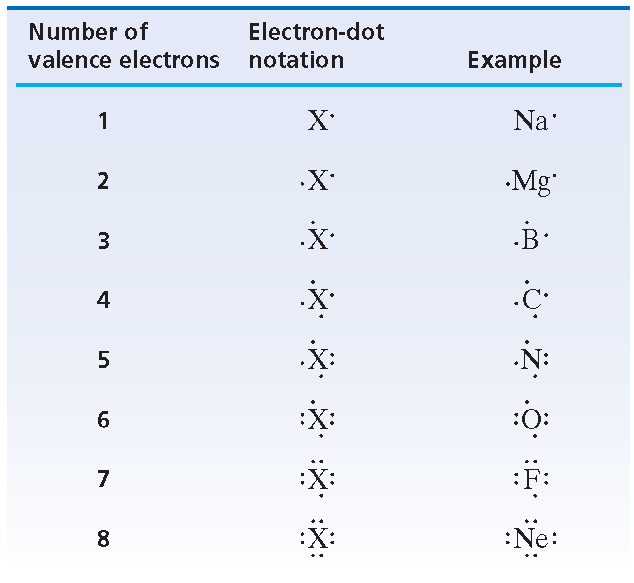 Number of valence electrons Electron-dot notation Example
1 X· Na·
2 .X· .Mg·
3 .Ẋ· .Ḃ·
4 .Ẋ̣· .Ċ̣·
5 .Ẋ̣: .Ṇ̇:
6 :Ẋ̣: :Ọ̇:
7 :Ẍ̣: :F̣̈:
8 :Ẍ̤: :N̤̈e: